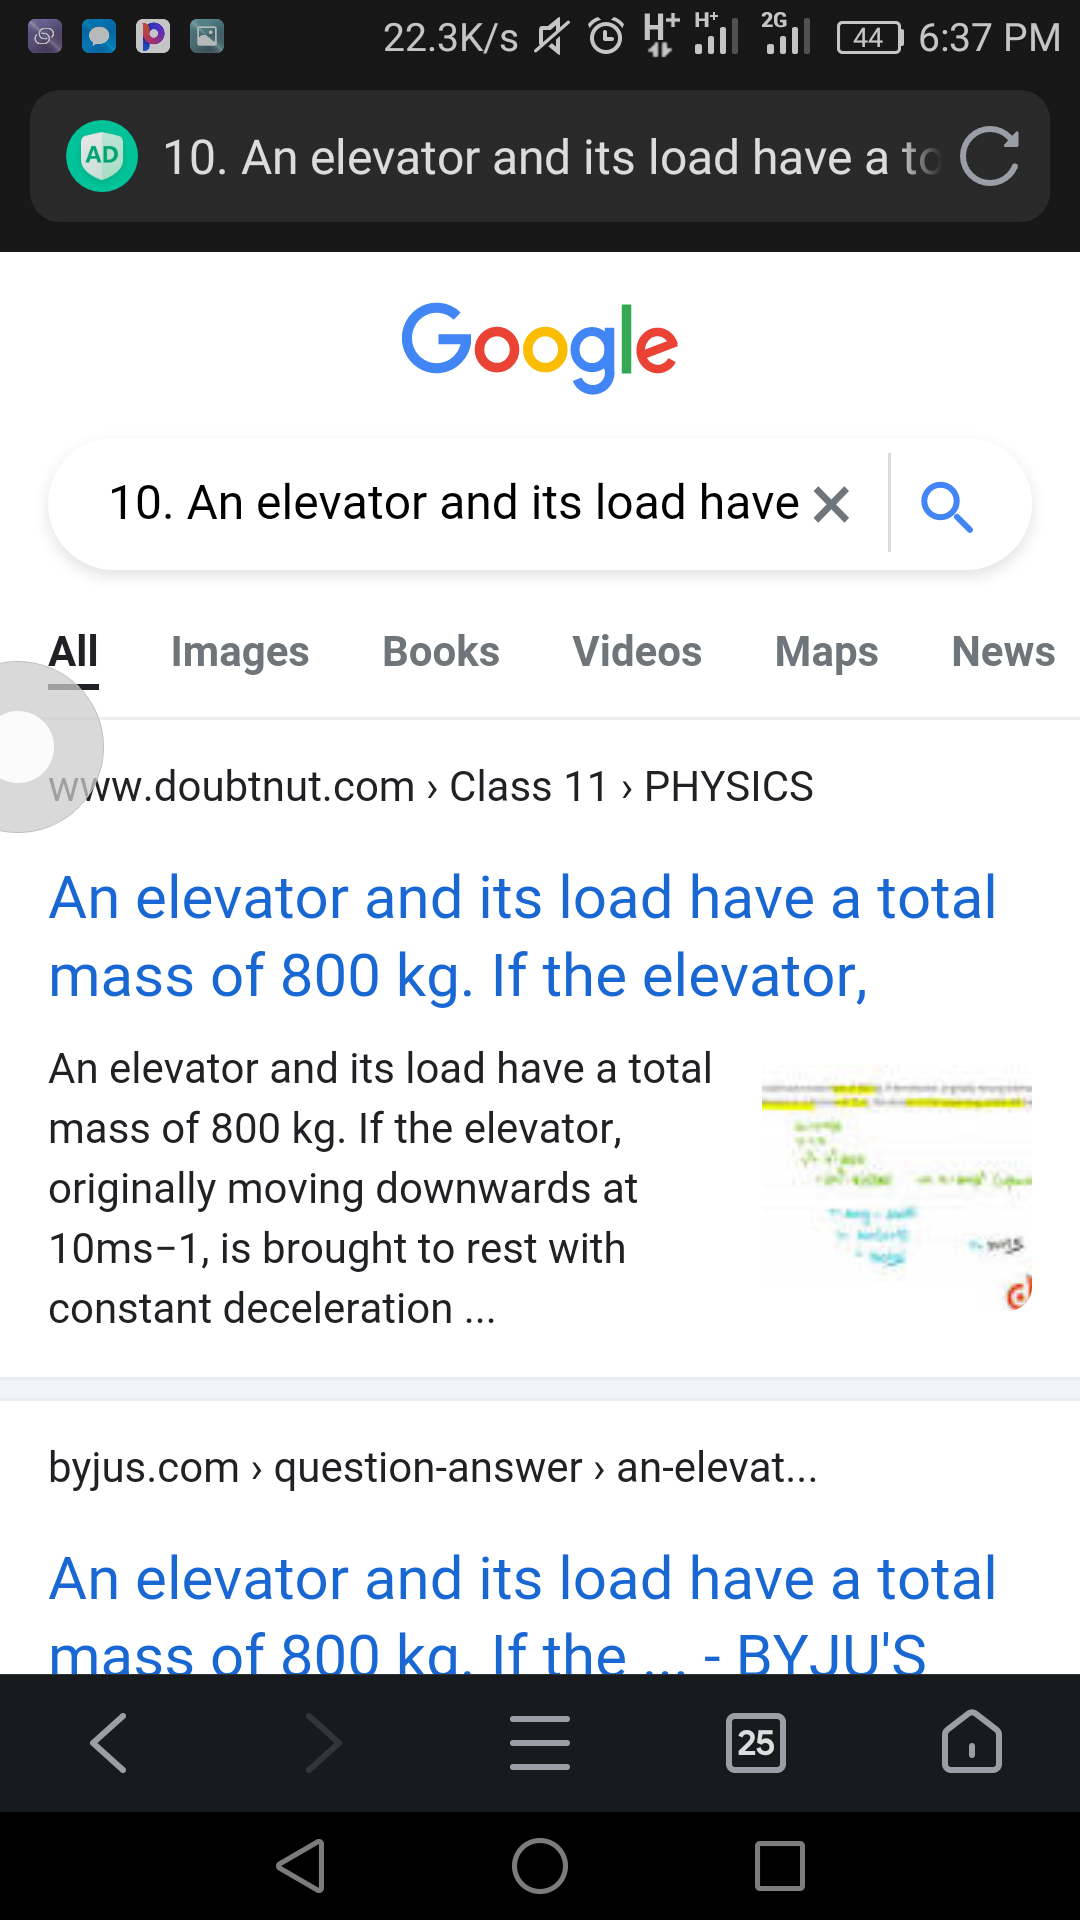 22.3K/s H+ H+ 2G 44 6:37 PM
AD 10. An elevator and its load have a to
Google
10. An elevator and its load have
All Images Books Videos Maps News
www.doubtnut.com › Class 11 › PHYSICS
An elevator and its load have a total
mass of 800 kg. If the elevator,
An elevator and its load have a total
mass of 800 kg. If the elevator,
originally moving downwards at
10ms−1, is brought to rest with
constant deceleration ...
byjus.com › question-answer › an-elevat...
An elevator and its load have a total
mass of 800 kg. If the ... - BYJU'S
25